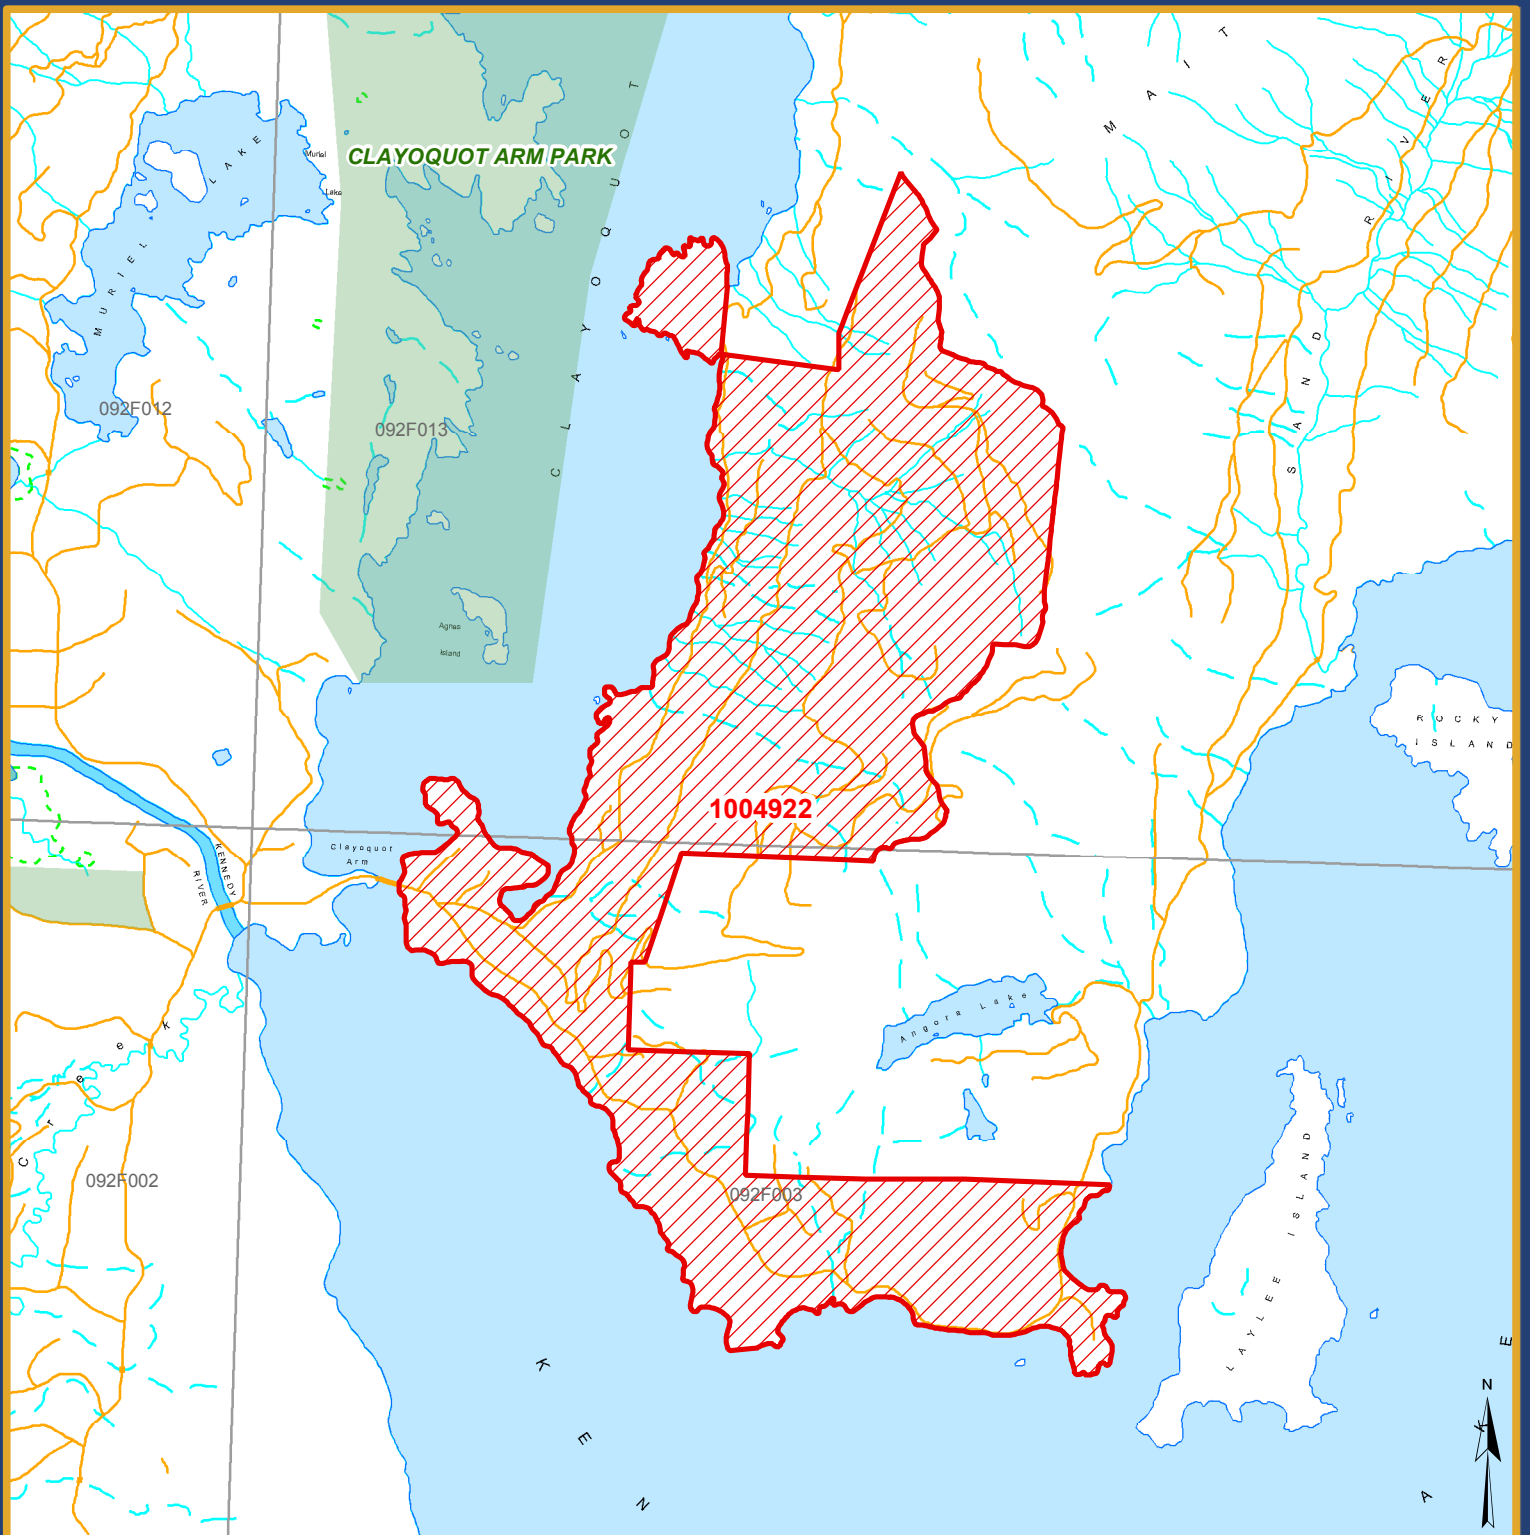 CLAYOQUOT ARM PARK
CLAYOQUOT
MURIEL LAKE
Muriel
Lake
MAIT
SAND RIVER
092F012
092F013
Agnes
Island
ROCKY
ISLAND
1004922
Clayoquot
Arm
KENNEDY
RIVER
Angora Lake
Creek
092F002
092F003
LAYLEE ISLAND
KEN
LAKE
N